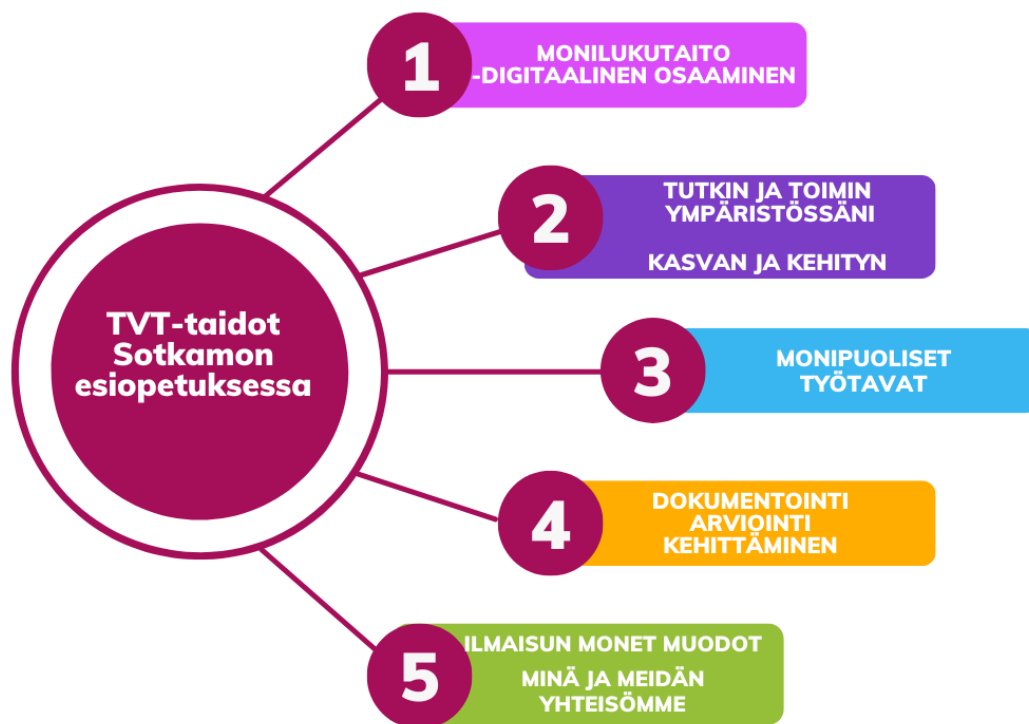 TVT-taidot
Sotkamon
esiopetuksessa
1
MONILUKUTAITO
-DIGITAALINEN OSAAMINEN
2
TUTKIN JA TOIMIN
YMPÄRISTÖSSÄNI
KASVAN JA KEHITYN
3
MONIPUOLISET
TYÖTAVAT
4
DOKUMENTOINTI
ARVIOINTI
KEHITTÄMINEN
5
ILMAISUN MONET MUODOT
MINÄ JA MEIDÄN
YHTEISÖMME